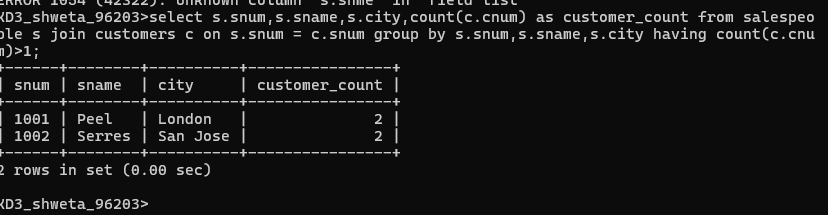 ERROR 1054 (42S22): Unknown column 's.snme' in 'field list'
KD3_shweta_96203>select s.snum,s.sname,s.city,count(c.cnum) as customer_count from salespeo
ple s join customers c on s.snum = c.snum group by s.snum,s.sname,s.city having count(c.cnu
m)>1;
+------+--------+----------+----------------+
| snum | sname | city | customer_count |
+------+--------+----------+----------------+
| 1001 | Peel | London | 2 |
| 1002 | Serres | San Jose | 2 |
+------+--------+----------+----------------+
2 rows in set (0.00 sec)
KD3_shweta_96203>